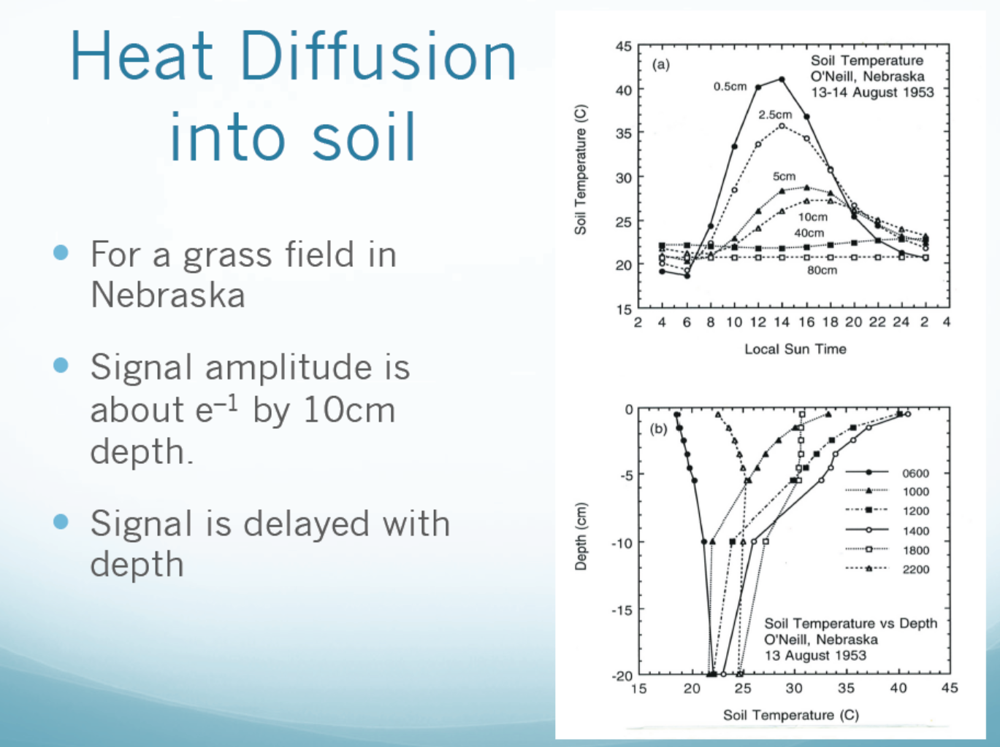 Heat Diffusion
into soil
For a grass field in
Nebraska
Signal amplitude is
about e⁻¹ by 10cm
depth.
Signal is delayed with
depth
(a)
Soil Temperature
O'Neill, Nebraska
13-14 August 1953
0.5cm
2.5cm
5cm
10cm
40cm
80cm
45
40
35
30
25
20
15
Soil Temperature (C)
2 4 6 8 10 12 14 16 18 20 22 24 2 4
Local Sun Time
(b)
0
-5
-10
-15
-20
Depth (cm)
0600
1000
1200
1400
1800
2200
Soil Temperature vs Depth
O'Neill, Nebraska
13 August 1953
15 20 25 30 35 40 45
Soil Temperature (C)